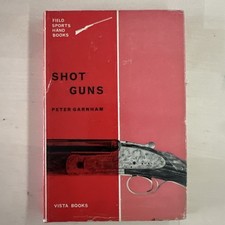 FIELD
SPORTS
HAND
BOOKS
SHOT
GUNS
PETER GARNHAM
VISTA BOOKS